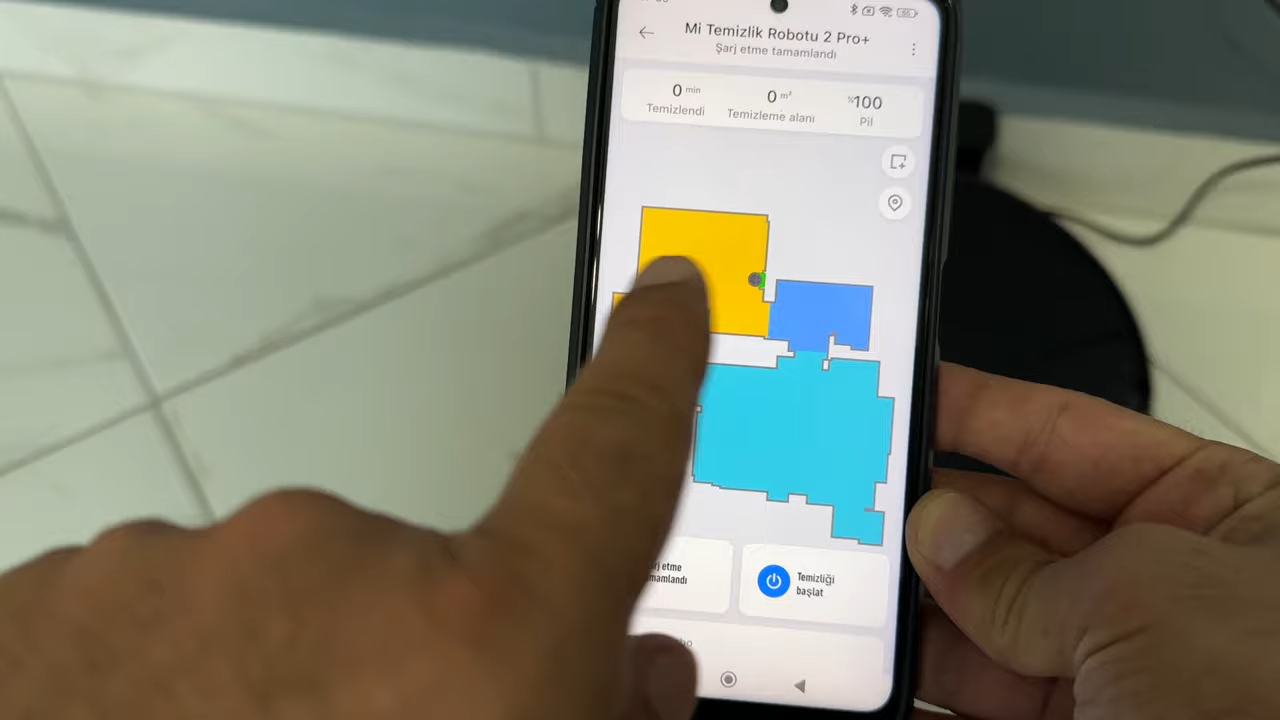 Mi Temizlik Robotu 2 Pro+
Şarj etme tamamlandı
0 min
Temizlendi
0 m²
Temizleme alanı
%100
Pil
etme
Temizliği
başlat